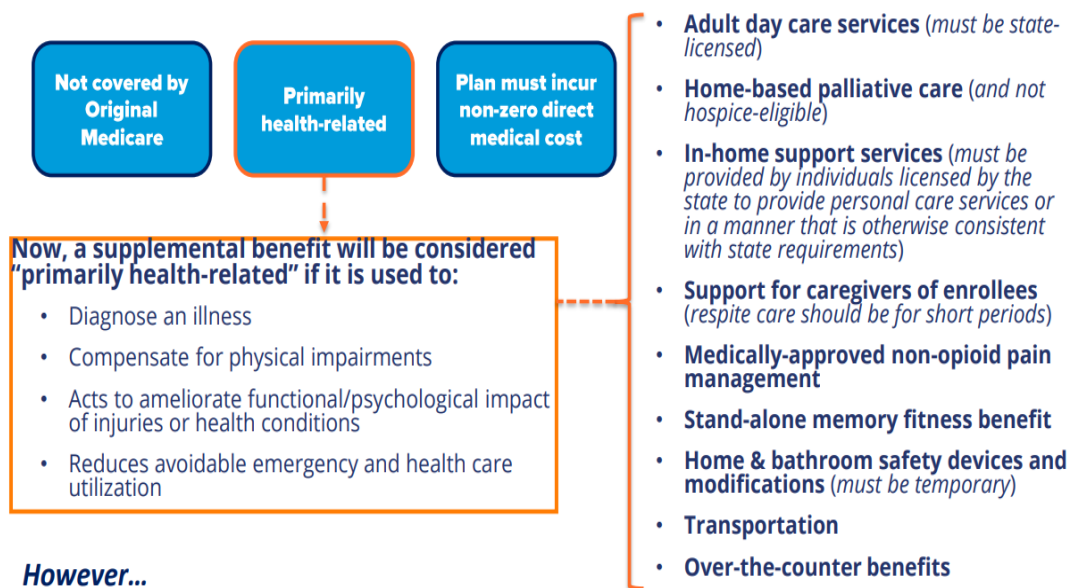 Not covered by
Original
Medicare
Primarily
health-related
Plan must incur
non-zero direct
medical cost
Now, a supplemental benefit will be considered
“primarily health-related” if it is used to:
• Diagnose an illness
• Compensate for physical impairments
• Acts to ameliorate functional/psychological impact
of injuries or health conditions
• Reduces avoidable emergency and health care
utilization
However...
• Adult day care services (must be state-
licensed)
• Home-based palliative care (and not
hospice-eligible)
• In-home support services (must be
provided by individuals licensed by the
state to provide personal care services or
in a manner that is otherwise consistent
with state requirements)
• Support for caregivers of enrollees
(respite care should be for short periods)
• Medically-approved non-opioid pain
management
• Stand-alone memory fitness benefit
• Home & bathroom safety devices and
modifications (must be temporary)
• Transportation
• Over-the-counter benefits